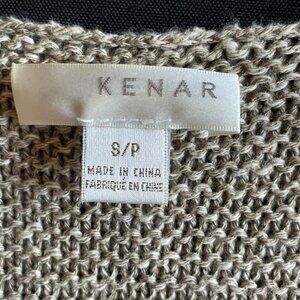 KENAR
S/P
MADE IN CHINA
FABRIQUÉ EN CHINE